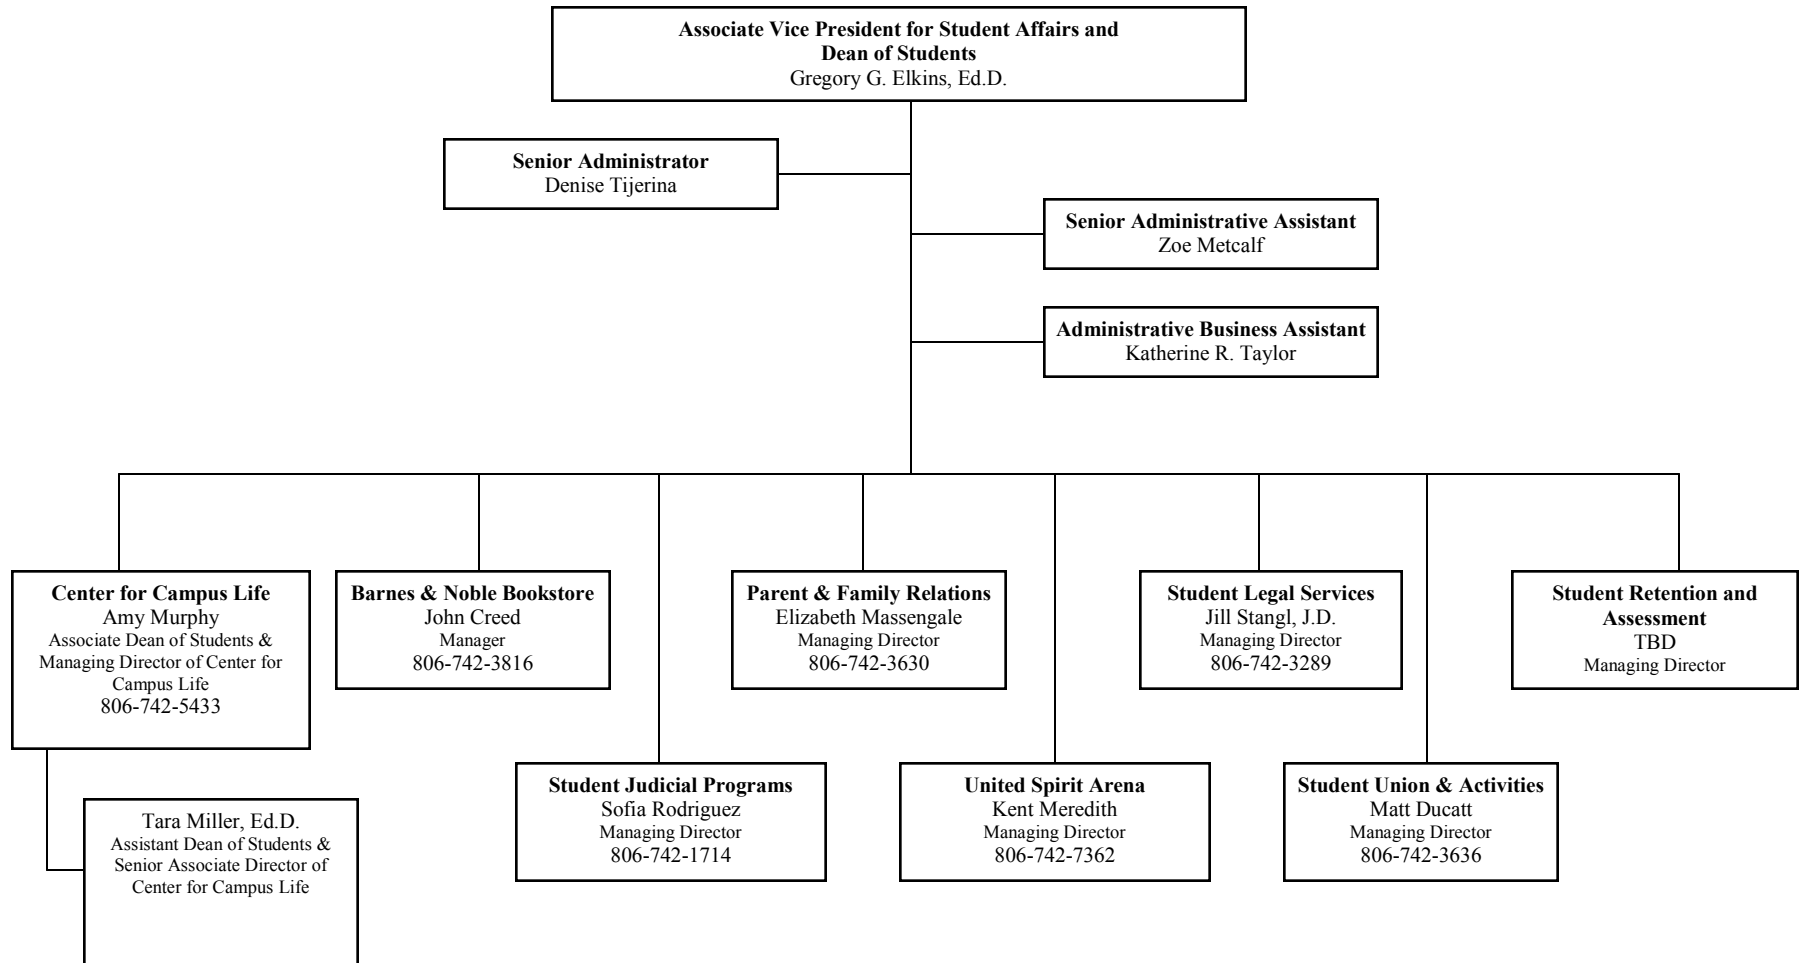 Associate Vice President for Student Affairs and
Dean of Students
Gregory G. Elkins, Ed.D.
Senior Administrator
Denise Tijerina
Senior Administrative Assistant
Zoe Metcalf
Administrative Business Assistant
Katherine R. Taylor
Center for Campus Life
Amy Murphy
Associate Dean of Students &
Managing Director of Center for
Campus Life
806-742-5433
Barnes & Noble Bookstore
John Creed
Manager
806-742-3816
Parent & Family Relations
Elizabeth Massengale
Managing Director
806-742-3630
Student Legal Services
Jill Stangl, J.D.
Managing Director
806-742-3289
Student Retention and
Assessment
TBD
Managing Director
Tara Miller, Ed.D.
Assistant Dean of Students &
Senior Associate Director of
Center for Campus Life
Student Judicial Programs
Sofia Rodriguez
Managing Director
806-742-1714
United Spirit Arena
Kent Meredith
Managing Director
806-742-7362
Student Union & Activities
Matt Ducatt
Managing Director
806-742-3636